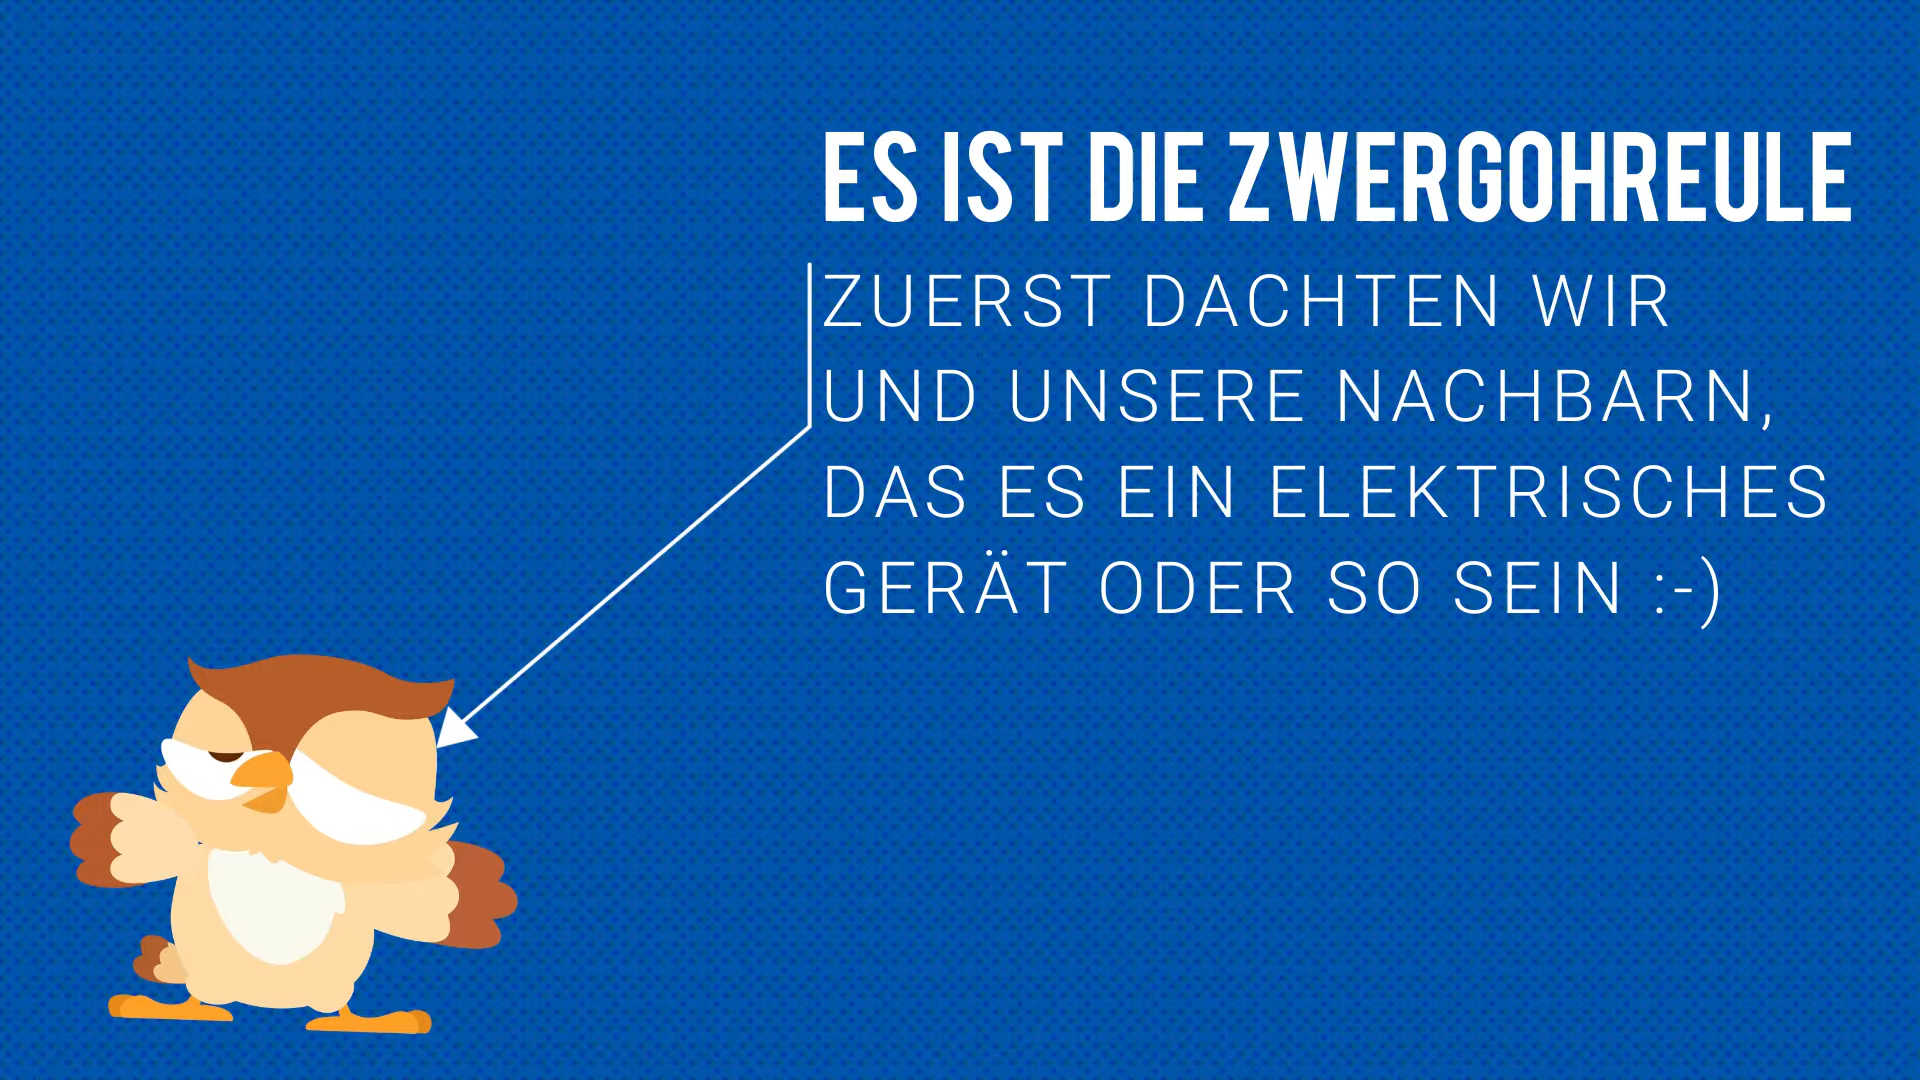 ES IST DIE ZWERGOHREULE
ZUERST DACHTEN WIR
UND UNSERE NACHBARN,
DAS ES EIN ELEKTRISCHES
GERÄT ODER SO SEIN :-)